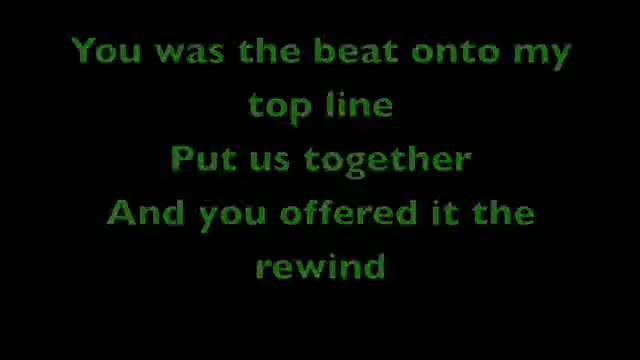 You was the beat onto my
top line
Put us together
And you offered it the
rewind